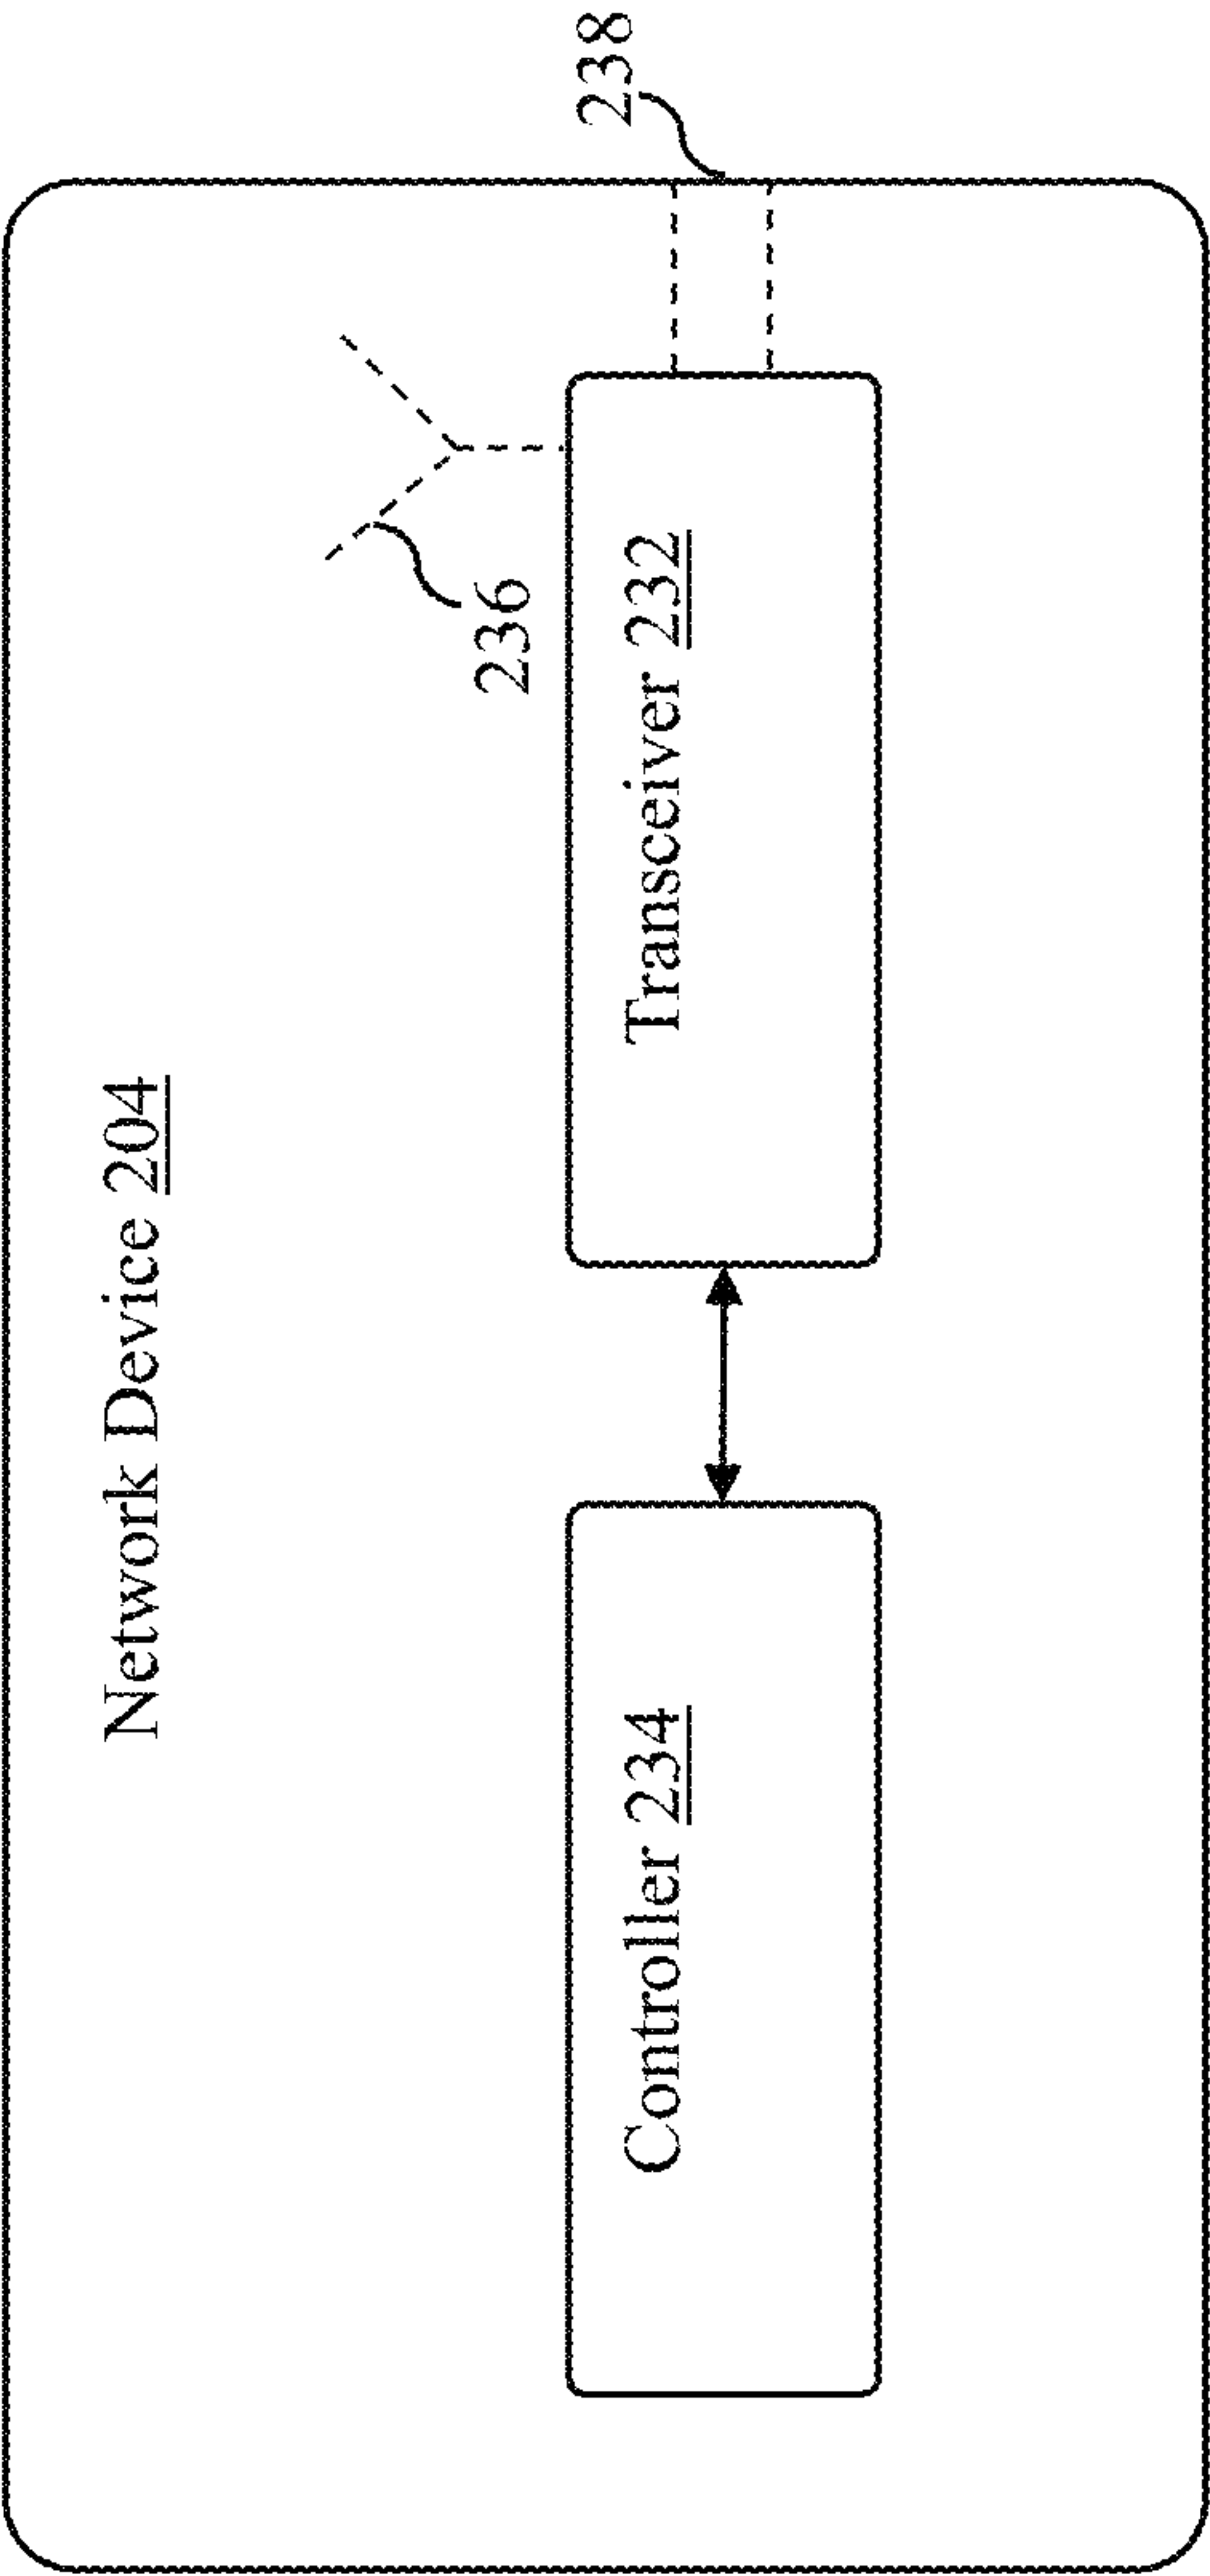 Network Device 204
Controller 234
Transceiver 232
236
238